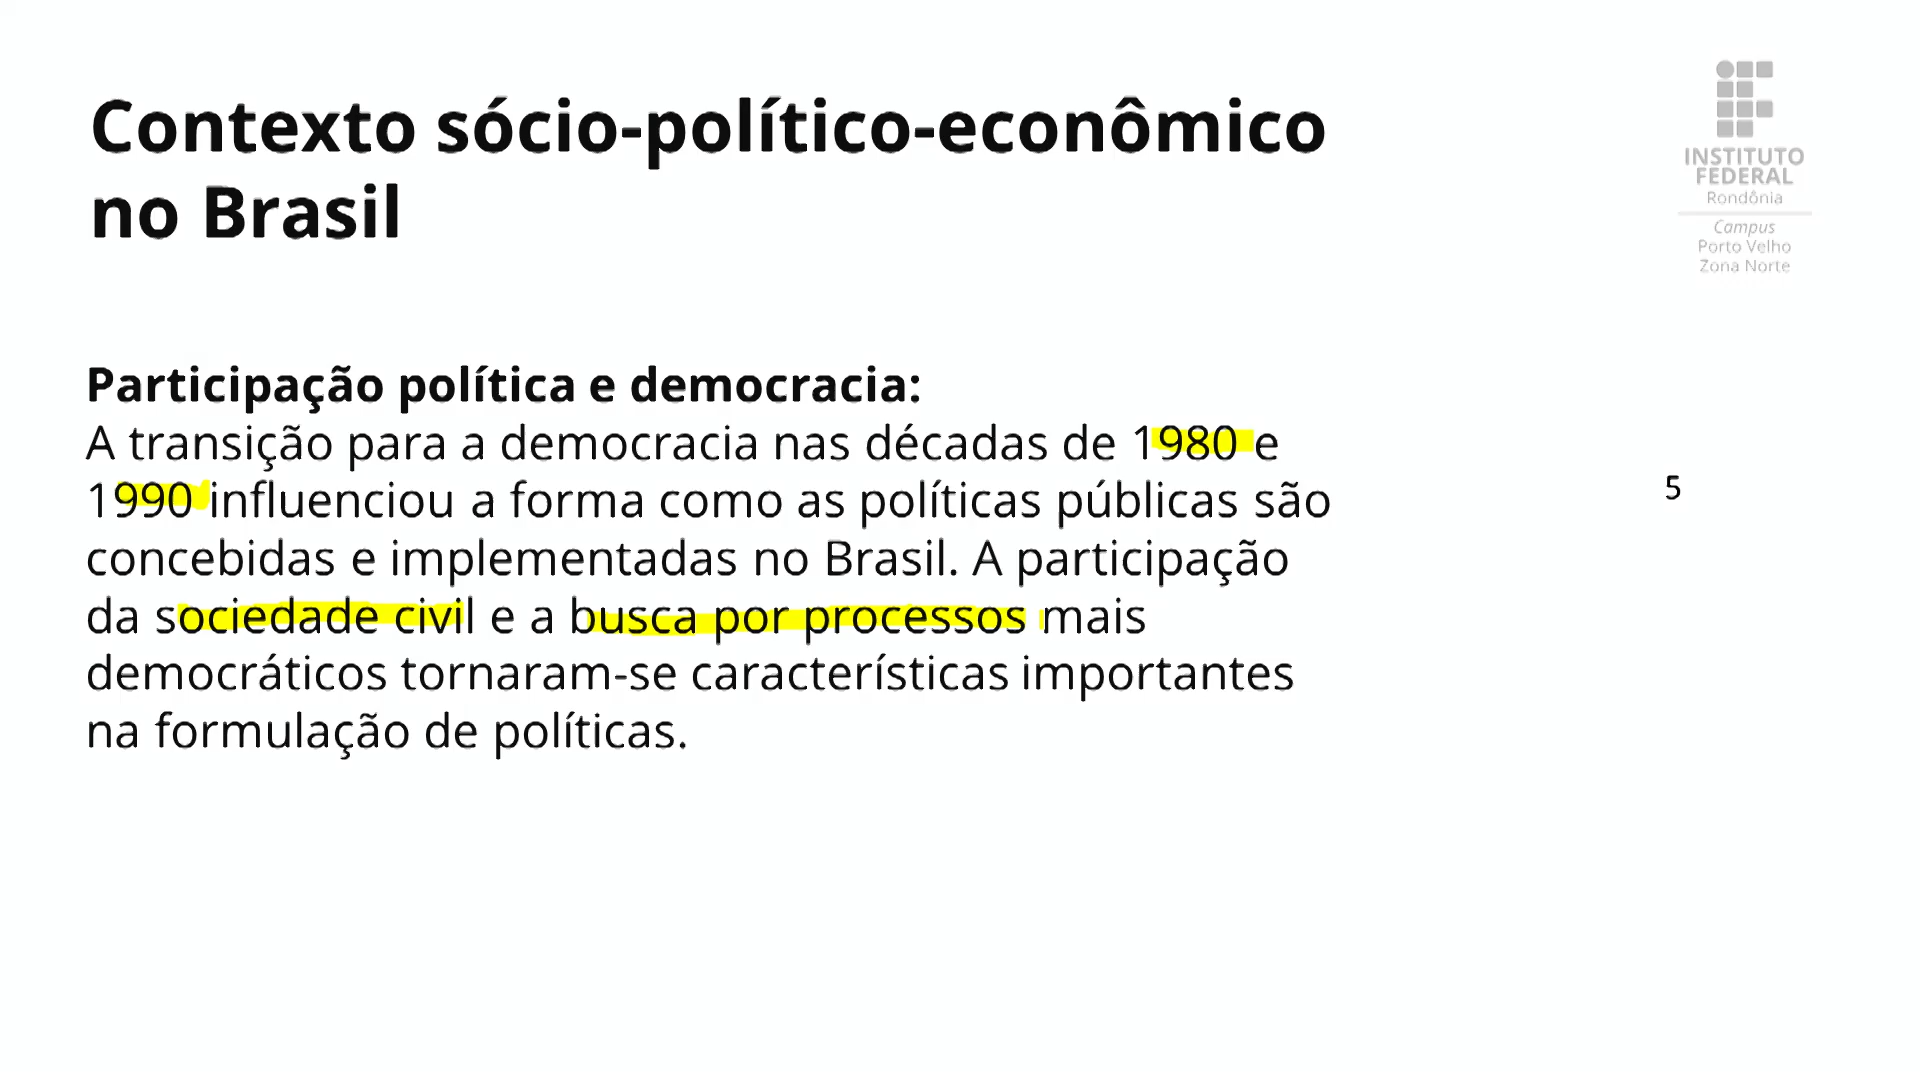 Contexto sócio-político-econômico
no Brasil
INSTITUTO
FEDERAL
Rondônia
Campus
Porto Velho
Zona Norte
Participação política e democracia:
A transição para a democracia nas décadas de 1980 e
1990 influenciou a forma como as políticas públicas são
concebidas e implementadas no Brasil. A participação
da sociedade civil e a busca por processos mais
democráticos tornaram-se características importantes
na formulação de políticas.
5